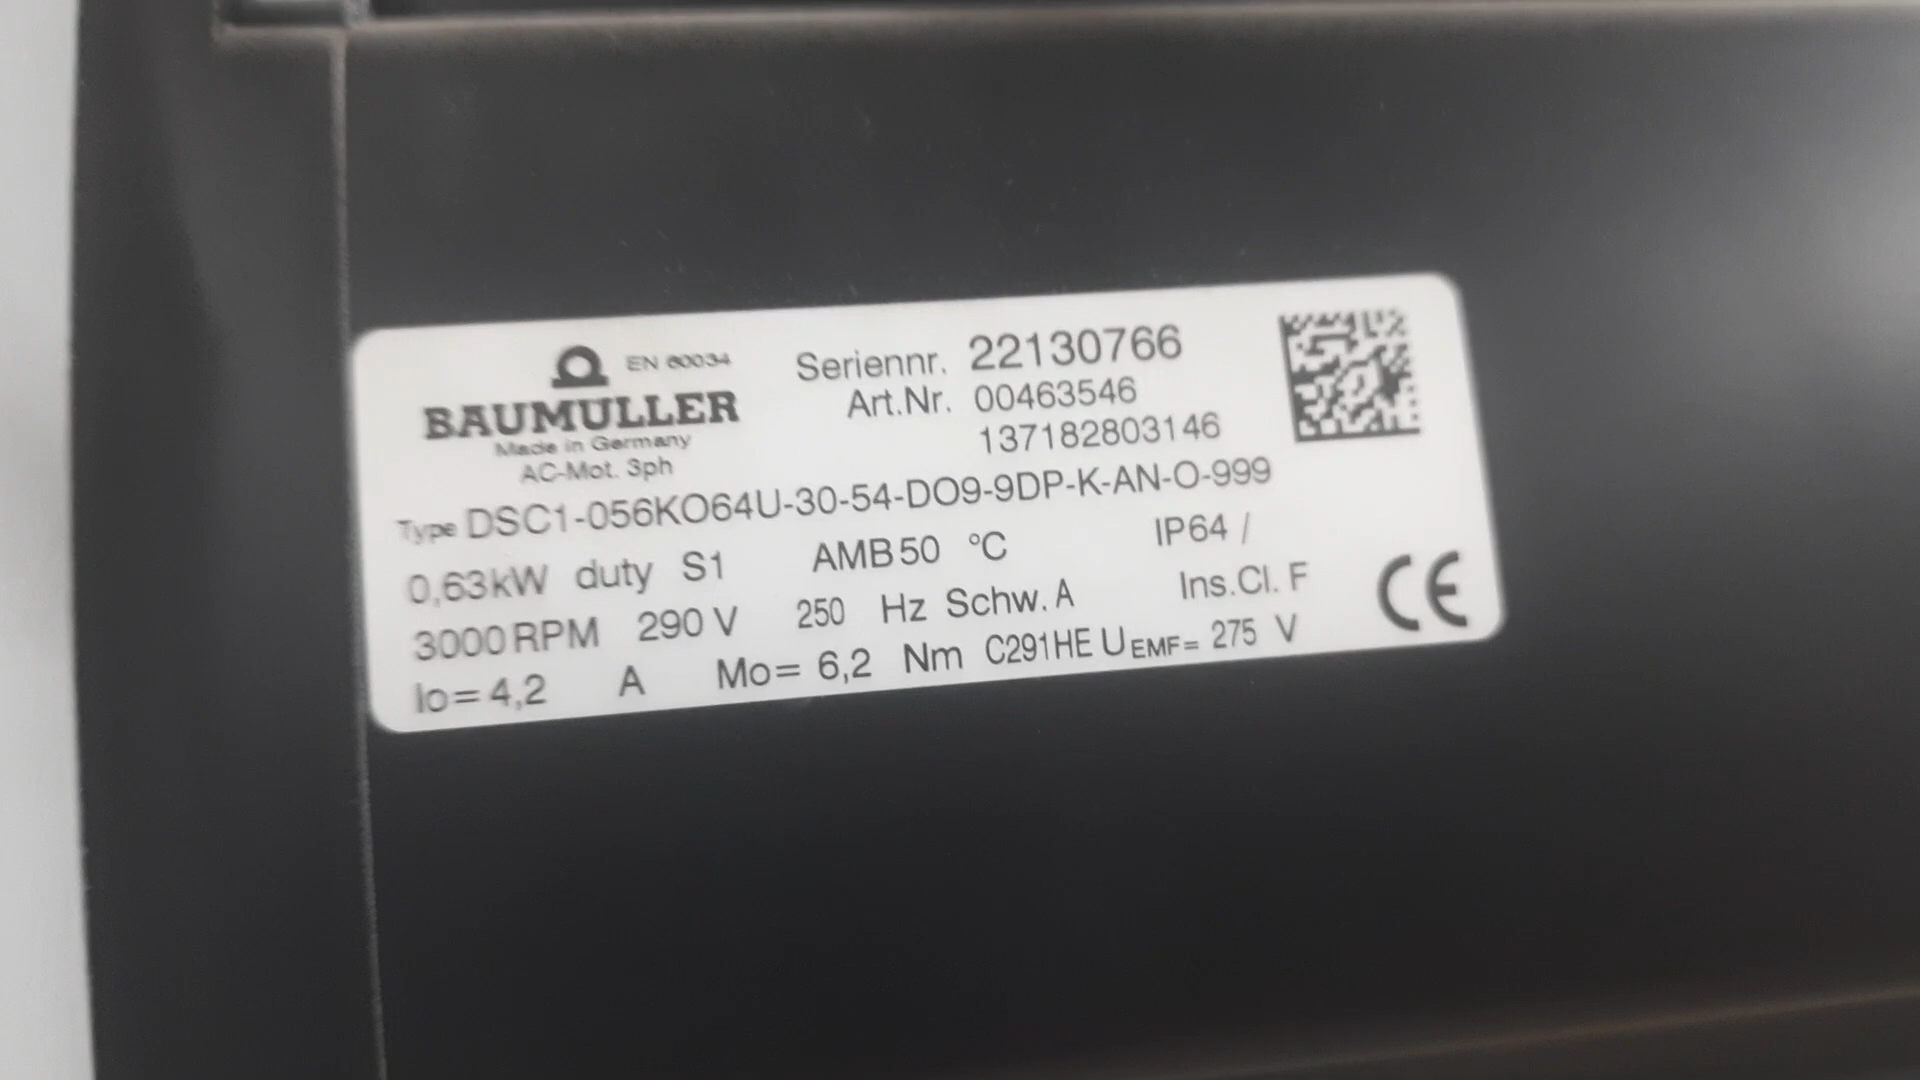 EN 60034
BAUMULLER
Made in Germany
AC-Mot. 3ph
Seriennr. 22130766
Art.Nr. 00463546
137182803146
Type DSC1-056KO64U-30-54-DO9-9DP-K-AN-O-999
0,63kW duty S1 AMB 50 °C IP64 /
3000 RPM 290 V 250 Hz Schw. A Ins.Cl. F
Io= 4,2 A Mo= 6,2 Nm C291HE UEMF= 275 V
CE